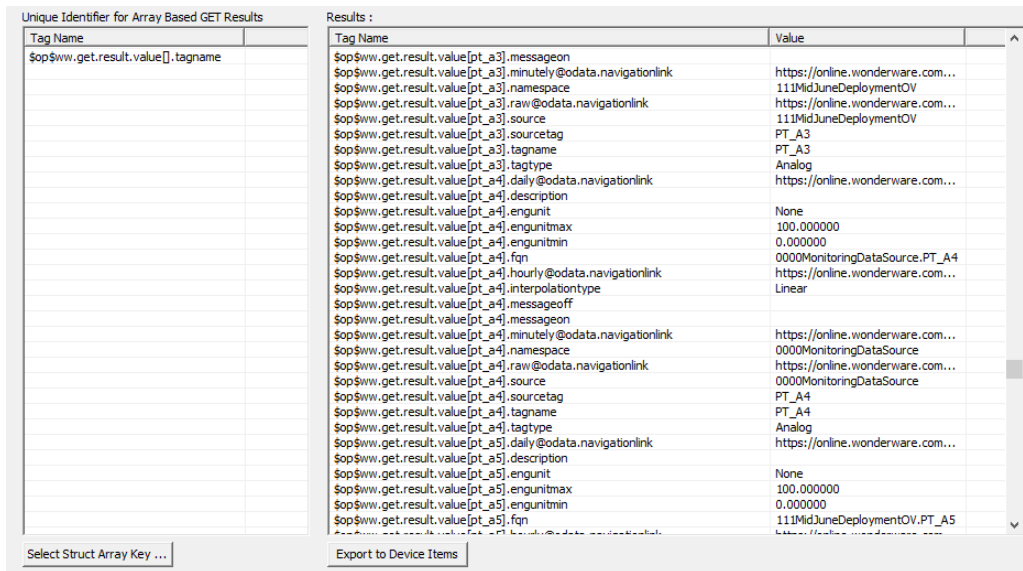 Unique Identifier for Array Based GET Results
Tag Name
$op$ww.get.result.value[].tagname
Select Struct Array Key ...
Results :
Tag Name Value
$op$ww.get.result.value[pt_a3].messageon
$op$ww.get.result.value[pt_a3].minutely@odata.navigationlink https://online.wonderware.com...
$op$ww.get.result.value[pt_a3].namespace 111MidJuneDeploymentOV
$op$ww.get.result.value[pt_a3].raw@odata.navigationlink https://online.wonderware.com...
$op$ww.get.result.value[pt_a3].source 111MidJuneDeploymentOV
$op$ww.get.result.value[pt_a3].sourcetag PT_A3
$op$ww.get.result.value[pt_a3].tagname PT_A3
$op$ww.get.result.value[pt_a3].tagtype Analog
$op$ww.get.result.value[pt_a4].daily@odata.navigationlink https://online.wonderware.com...
$op$ww.get.result.value[pt_a4].description
$op$ww.get.result.value[pt_a4].engunit None
$op$ww.get.result.value[pt_a4].engunitmax 100.000000
$op$ww.get.result.value[pt_a4].engunitmin 0.000000
$op$ww.get.result.value[pt_a4].fqn 0000MonitoringDataSource.PT_A4
$op$ww.get.result.value[pt_a4].hourly@odata.navigationlink https://online.wonderware.com...
$op$ww.get.result.value[pt_a4].interpolationtype Linear
$op$ww.get.result.value[pt_a4].messageoff
$op$ww.get.result.value[pt_a4].messageon
$op$ww.get.result.value[pt_a4].minutely@odata.navigationlink https://online.wonderware.com...
$op$ww.get.result.value[pt_a4].namespace 0000MonitoringDataSource
$op$ww.get.result.value[pt_a4].raw@odata.navigationlink https://online.wonderware.com...
$op$ww.get.result.value[pt_a4].source 0000MonitoringDataSource
$op$ww.get.result.value[pt_a4].sourcetag PT_A4
$op$ww.get.result.value[pt_a4].tagname PT_A4
$op$ww.get.result.value[pt_a4].tagtype Analog
$op$ww.get.result.value[pt_a5].daily@odata.navigationlink https://online.wonderware.com...
$op$ww.get.result.value[pt_a5].description
$op$ww.get.result.value[pt_a5].engunit None
$op$ww.get.result.value[pt_a5].engunitmax 100.000000
$op$ww.get.result.value[pt_a5].engunitmin 0.000000
$op$ww.get.result.value[pt_a5].fqn 111MidJuneDeploymentOV.PT_A5
Export to Device Items